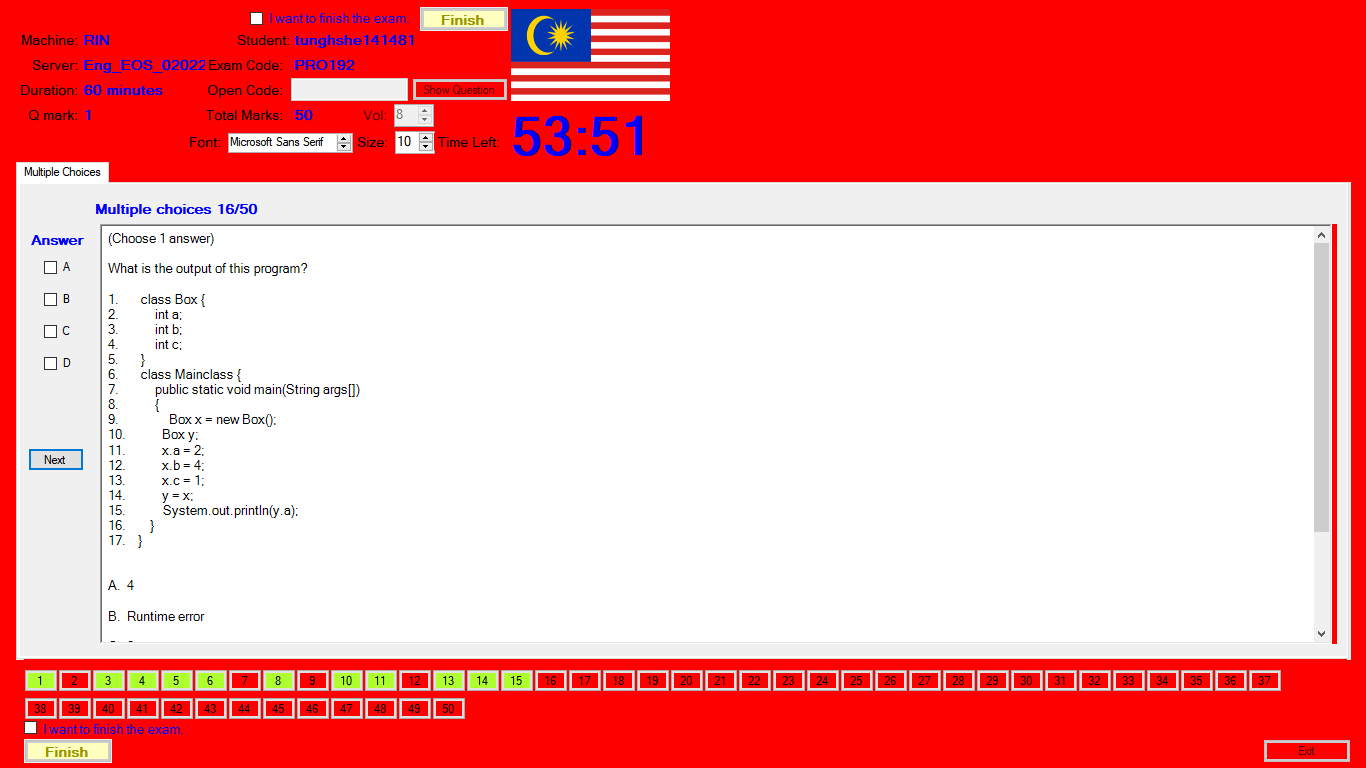 I want to finish the exam.
Finish
Machine: RIN
Student: tunghshe141481
Server: Eng_EOS_02022
Exam Code: PRO192
Duration: 60 minutes
Open Code:
Show Question
Q mark: 1
Total Marks: 50
Vol: 8
Font: Microsoft Sans Serif
Size: 10
Time Left: 53:51
Multiple Choices
Multiple choices 16/50
Answer
A
B
C
D
Next
(Choose 1 answer)
What is the output of this program?
1. class Box {
2. int a;
3. int b;
4. int c;
5. }
6. class Mainclass {
7. public static void main(String args[])
8. {
9. Box x = new Box();
10. Box y;
11. x.a = 2;
12. x.b = 4;
13. x.c = 1;
14. y = x;
15. System.out.println(y.a);
16. }
17. }
A. 4
B. Runtime error
1 2 3 4 5 6 7 8 9 10 11 12 13 14 15 16 17 18 19 20 21 22 23 24 25 26 27 28 29 30 31 32 33 34 35 36 37
38 39 40 41 42 43 44 45 46 47 48 49 50
I want to finish the exam.
Finish
Exit